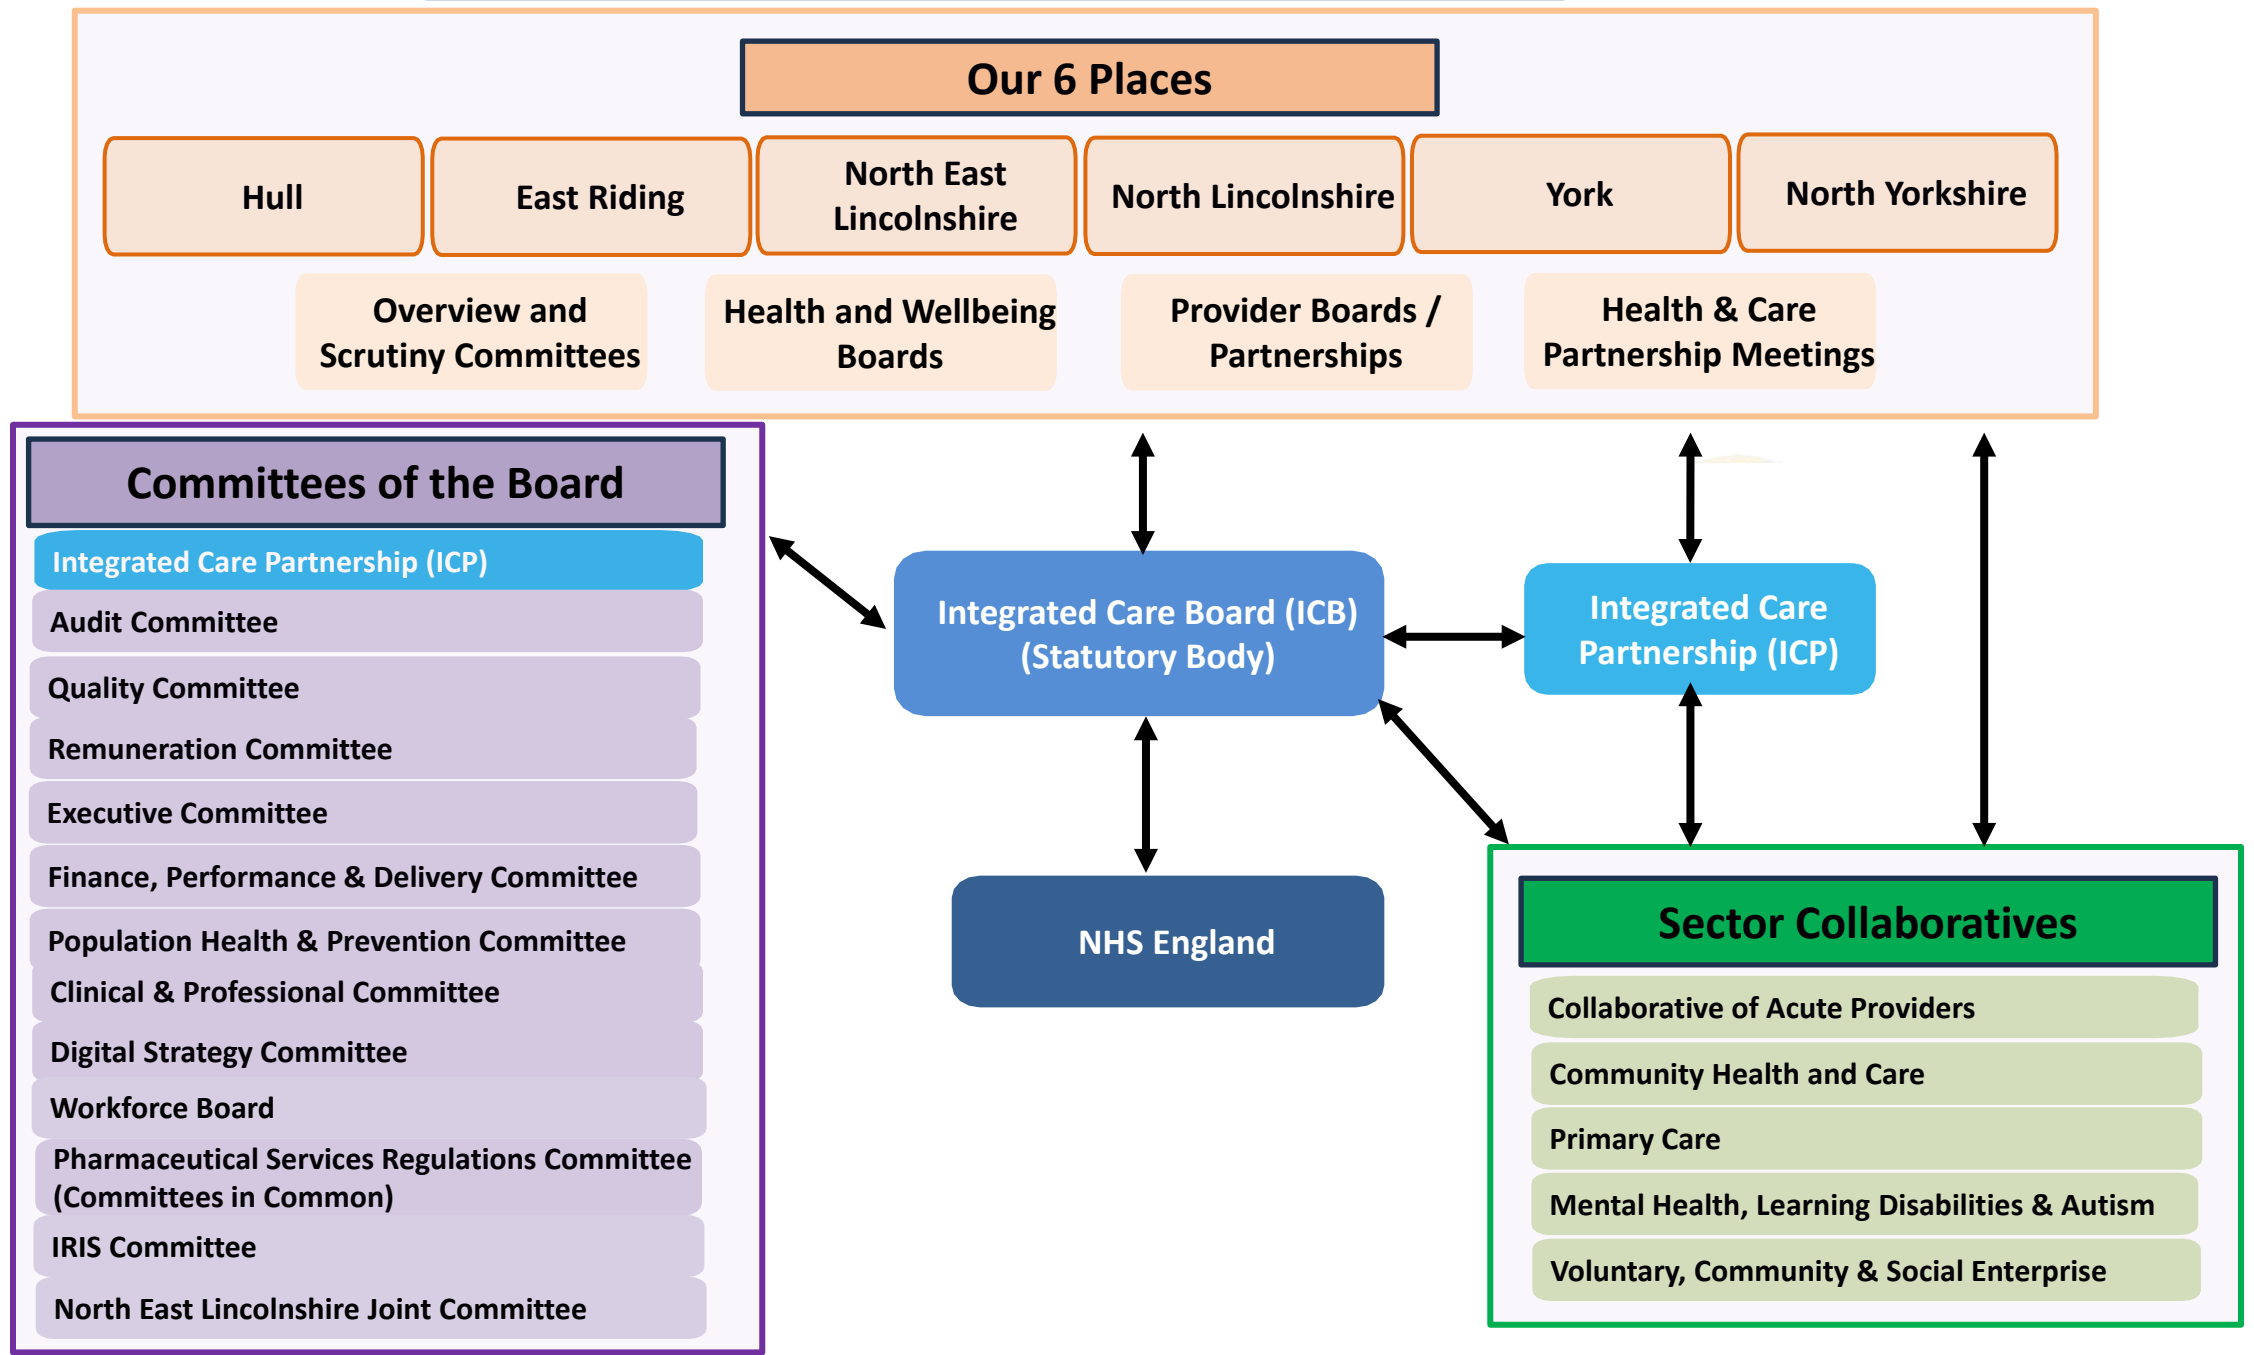 Our 6 Places
Hull
East Riding
North East
Lincolnshire
North Lincolnshire
York
North Yorkshire
Overview and
Scrutiny Committees
Health and Wellbeing
Boards
Provider Boards /
Partnerships
Health & Care
Partnership Meetings
Committees of the Board
Integrated Care Partnership (ICP)
Audit Committee
Quality Committee
Remuneration Committee
Executive Committee
Finance, Performance & Delivery Committee
Population Health & Prevention Committee
Clinical & Professional Committee
Digital Strategy Committee
Workforce Board
Pharmaceutical Services Regulations Committee
(Committees in Common)
IRIS Committee
North East Lincolnshire Joint Committee
Integrated Care Board (ICB)
(Statutory Body)
Integrated Care
Partnership (ICP)
NHS England
Sector Collaboratives
Collaborative of Acute Providers
Community Health and Care
Primary Care
Mental Health, Learning Disabilities & Autism
Voluntary, Community & Social Enterprise